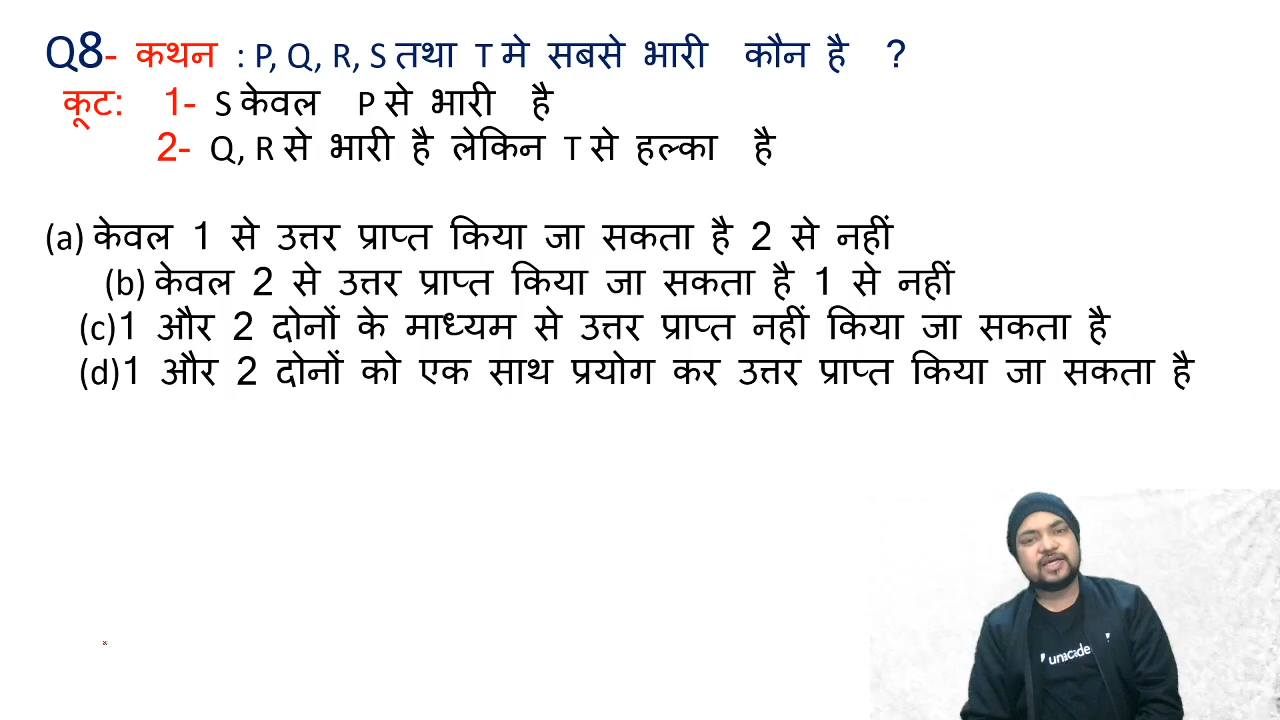 Q8- कथन : P, Q, R, S तथा T मे सबसे भारी कौन है ?
कूट: 1- S केवल P से भारी है
2- Q, R से भारी है लेकिन T से हल्का है
(a) केवल 1 से उत्तर प्राप्त किया जा सकता है 2 से नहीं
(b) केवल 2 से उत्तर प्राप्त किया जा सकता है 1 से नहीं
(c)1 और 2 दोनों के माध्यम से उत्तर प्राप्त नहीं किया जा सकता है
(d)1 और 2 दोनों को एक साथ प्रयोग कर उत्तर प्राप्त किया जा सकता है
unacade